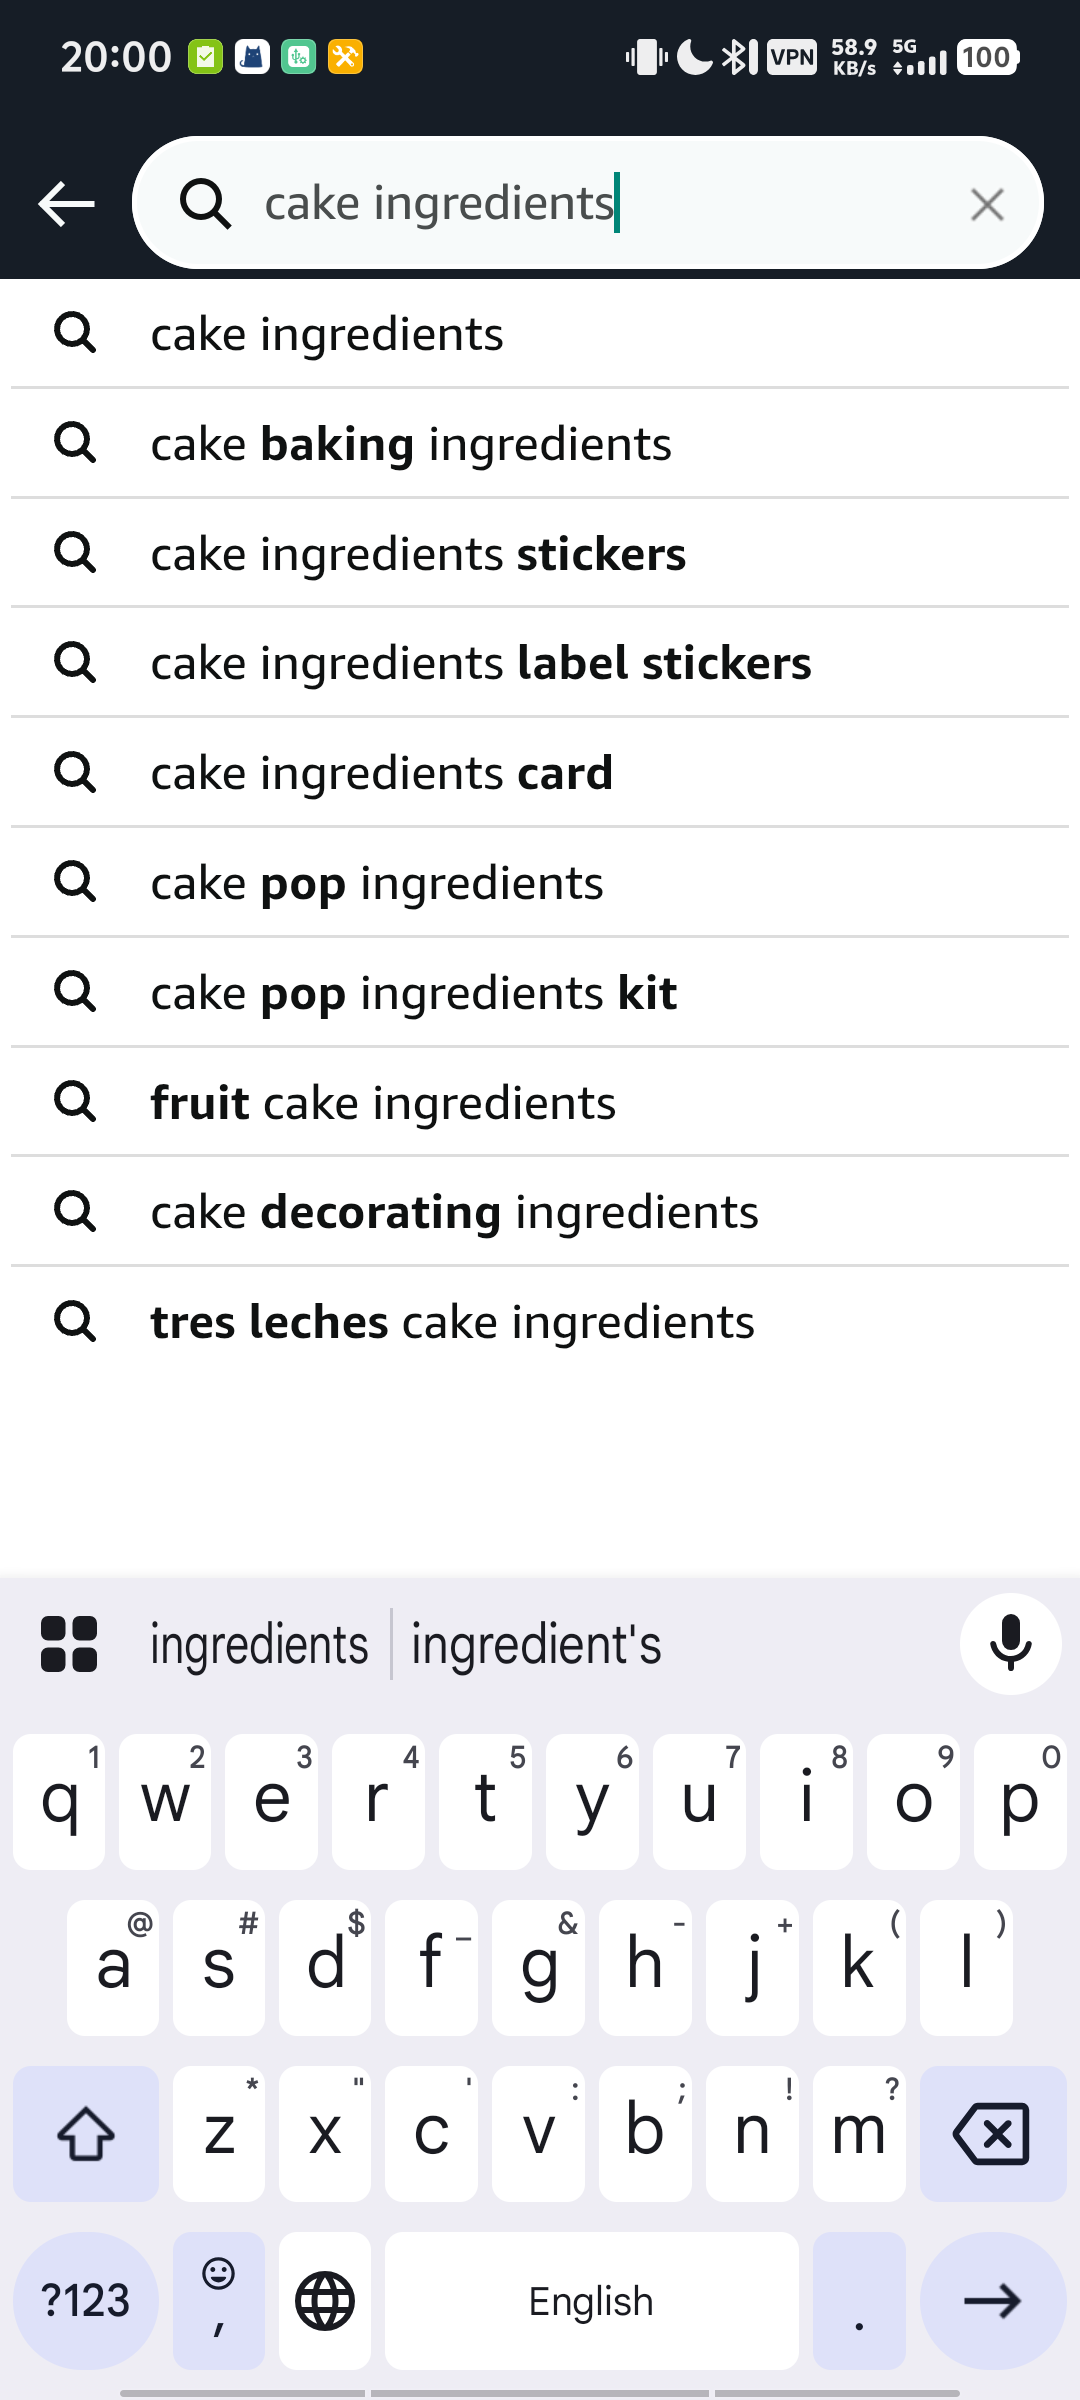 20:00 VPN 58.9 KB/s 5G 100
cake ingredients
cake ingredients
cake baking ingredients
cake ingredients stickers
cake ingredients label stickers
cake ingredients card
cake pop ingredients
cake pop ingredients kit
fruit cake ingredients
cake decorating ingredients
tres leches cake ingredients
ingredients ingredient's
1 2 3 4 5 6 7 8 9 0
q w e r t y u i o p
@ # $ _ & - + ( )
a s d f g h j k l
* " ' : ; ! ?
z x c v b n m
?123 , English .